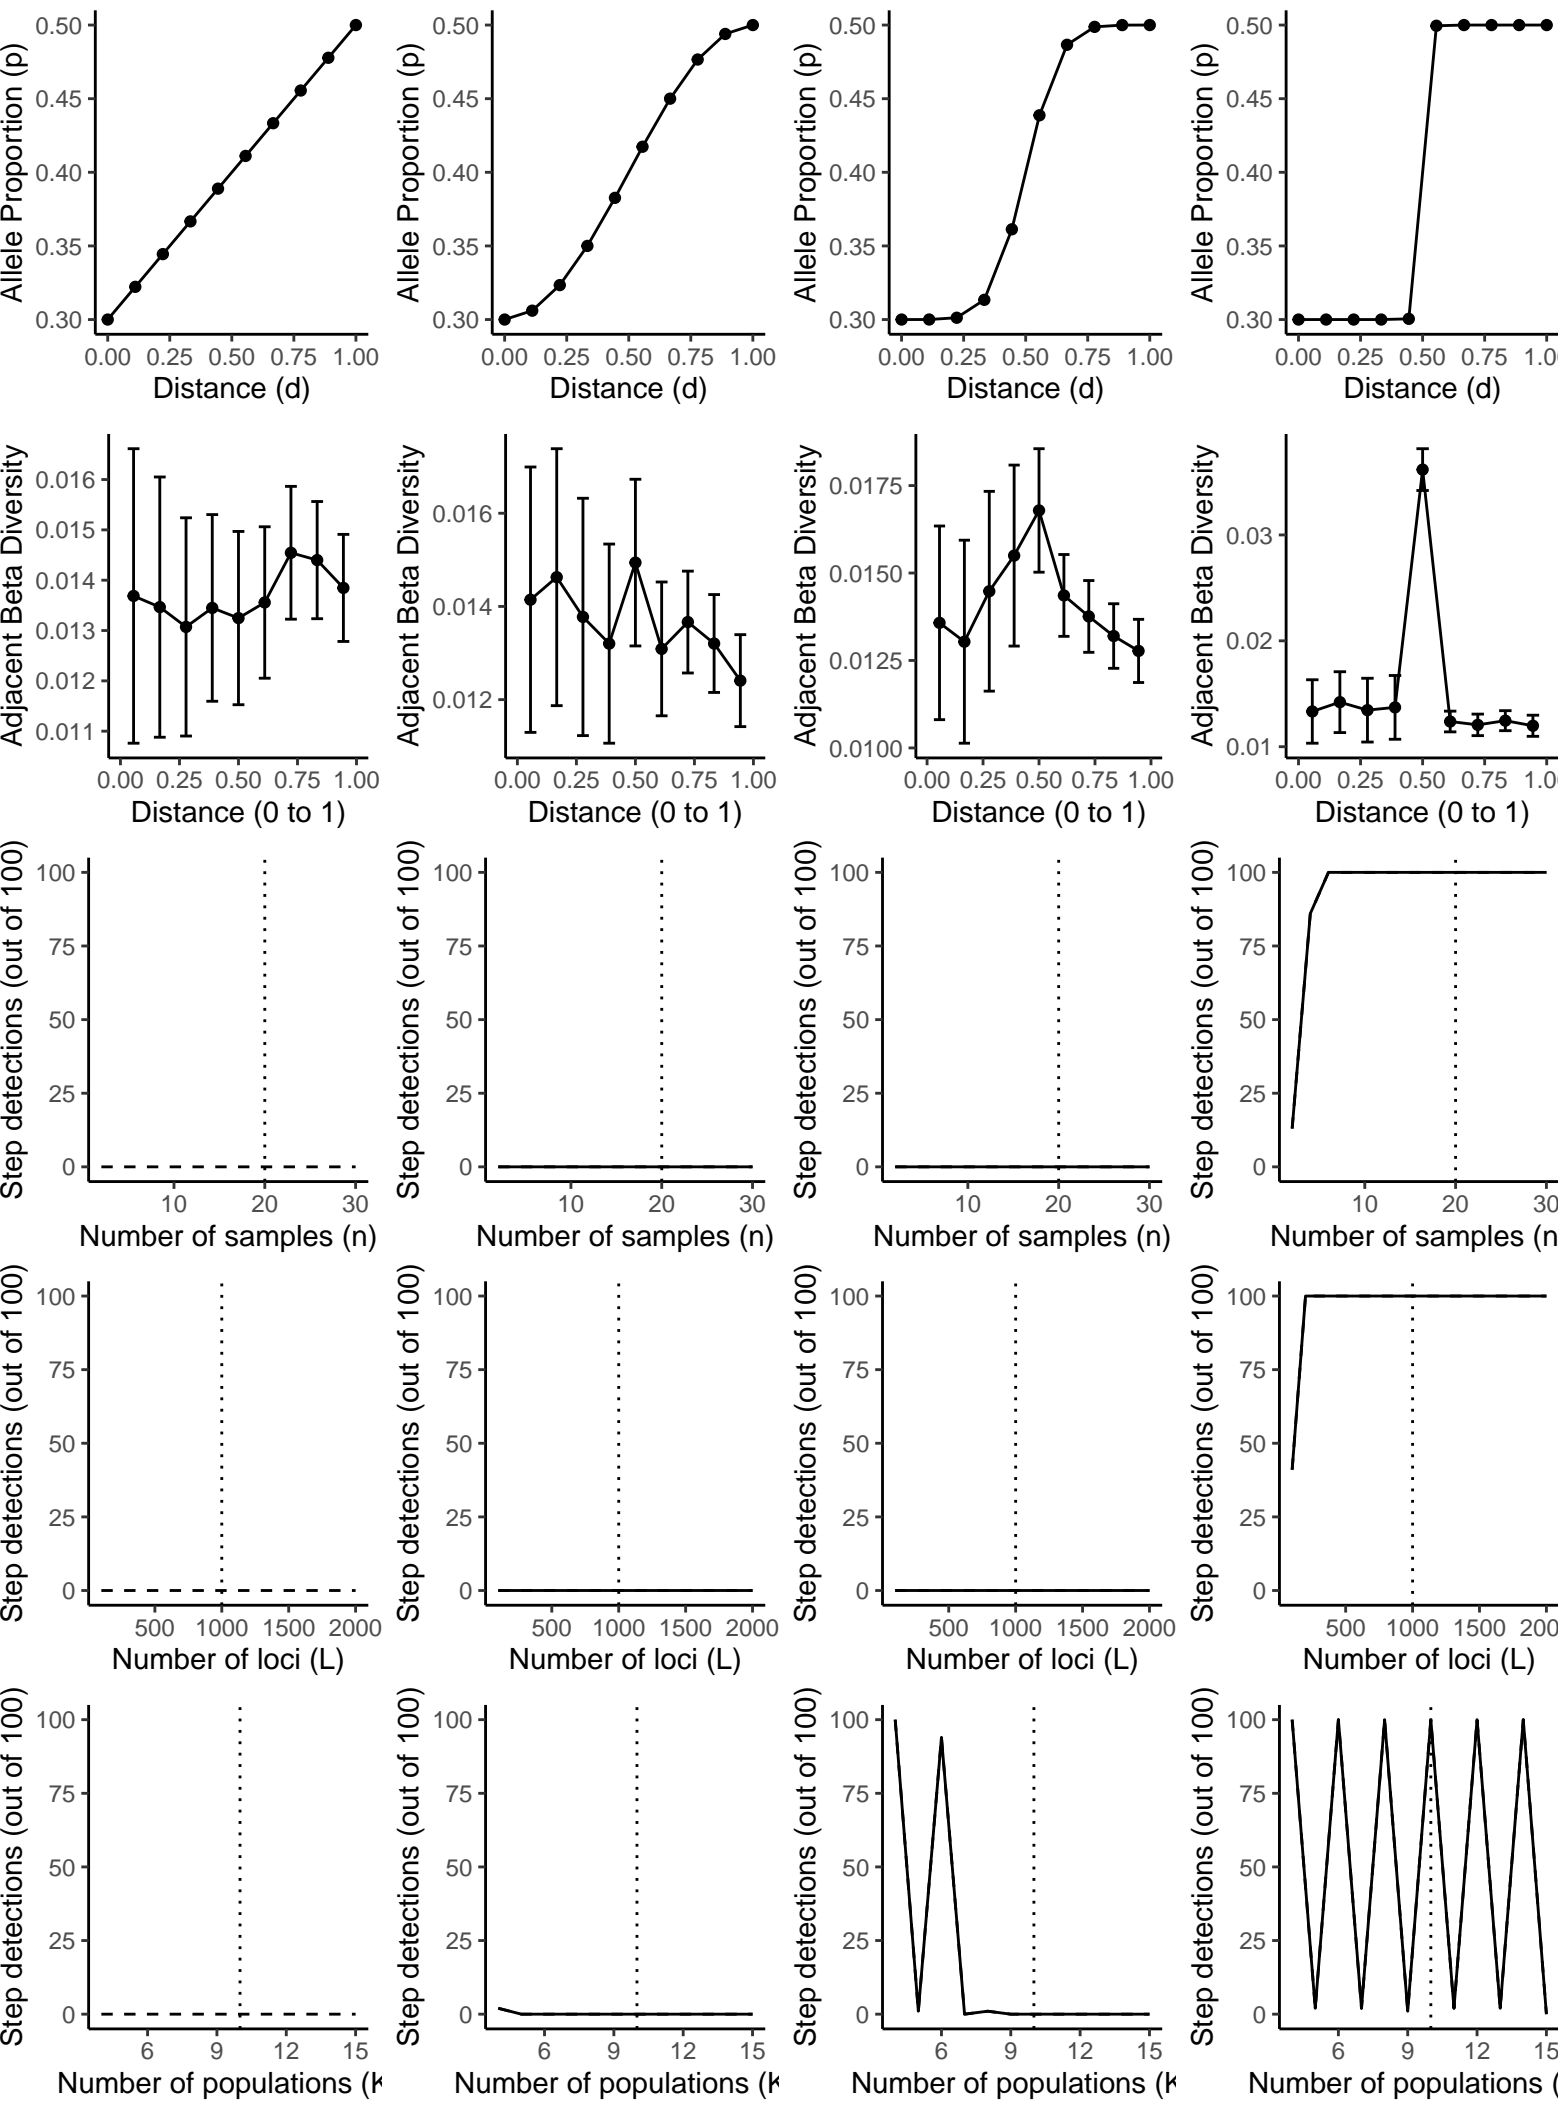 Allele Proportion (p)
0.50
0.45
0.40
0.35
0.30
0.00 0.25 0.50 0.75 1.00
Distance (d)
Allele Proportion (p)
0.50
0.45
0.40
0.35
0.30
0.00 0.25 0.50 0.75 1.00
Distance (d)
Allele Proportion (p)
0.50
0.45
0.40
0.35
0.30
0.00 0.25 0.50 0.75 1.00
Distance (d)
Allele Proportion (p)
0.50
0.45
0.40
0.35
0.30
0.00 0.25 0.50 0.75 1.0
Distance (d)
Adjacent Beta Diversity
0.016
0.015
0.014
0.013
0.012
0.011
0.00 0.25 0.50 0.75 1.00
Distance (0 to 1)
Adjacent Beta Diversity
0.016
0.014
0.012
0.00 0.25 0.50 0.75 1.00
Distance (0 to 1)
Adjacent Beta Diversity
0.0175
0.0150
0.0125
0.0100
0.00 0.25 0.50 0.75 1.00
Distance (0 to 1)
Adjacent Beta Diversity
0.03
0.02
0.01
0.00 0.25 0.50 0.75 1.0
Distance (0 to 1)
Step detections (out of 100)
100
75
50
25
0
10 20 30
Number of samples (n)
Step detections (out of 100)
100
75
50
25
0
10 20 30
Number of samples (n)
Step detections (out of 100)
100
75
50
25
0
10 20 30
Number of samples (n)
Step detections (out of 100)
100
75
50
25
0
10 20 30
Number of samples (n
Step detections (out of 100)
100
75
50
25
0
500 1000 1500 2000
Number of loci (L)
Step detections (out of 100)
100
75
50
25
0
500 1000 1500 2000
Number of loci (L)
Step detections (out of 100)
100
75
50
25
0
500 1000 1500 2000
Number of loci (L)
Step detections (out of 100)
100
75
50
25
0
500 1000 1500 200
Number of loci (L)
Step detections (out of 100)
100
75
50
25
0
6 9 12 15
Number of populations (K
Step detections (out of 100)
100
75
50
25
0
6 9 12 15
Number of populations (K
Step detections (out of 100)
100
75
50
25
0
6 9 12 15
Number of populations (K
Step detections (out of 100)
100
75
50
25
0
6 9 12 15
Number of populations (